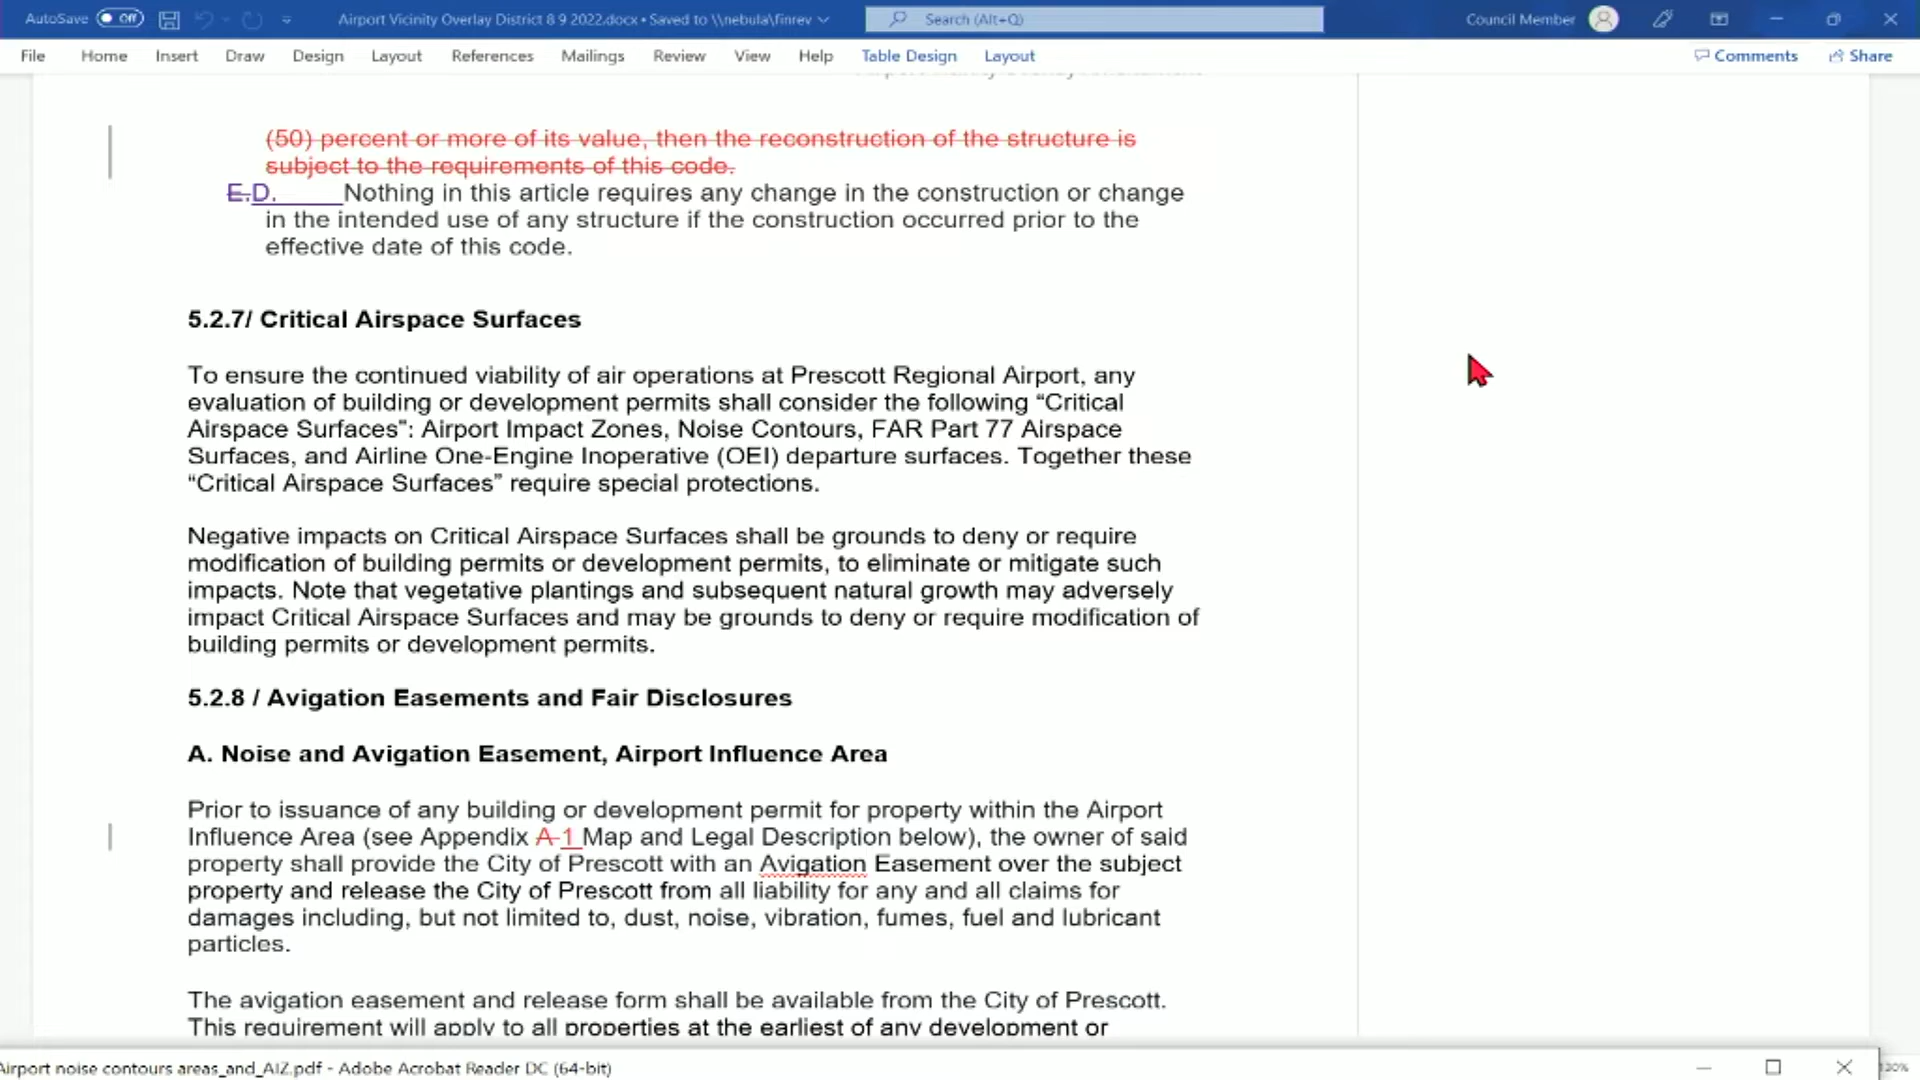 AutoSave Off Airport Vicinity Overlay District 8 9 2022.docx • Saved to \\nebula\finrev Search (Alt+Q) Council Member
File Home Insert Draw Design Layout References Mailings Review View Help Table Design Layout Comments Share
(50) percent or more of its value, then the reconstruction of the structure is
subject to the requirements of this code.
E.D. Nothing in this article requires any change in the construction or change
in the intended use of any structure if the construction occurred prior to the
effective date of this code.
5.2.7/ Critical Airspace Surfaces
To ensure the continued viability of air operations at Prescott Regional Airport, any
evaluation of building or development permits shall consider the following “Critical
Airspace Surfaces”: Airport Impact Zones, Noise Contours, FAR Part 77 Airspace
Surfaces, and Airline One-Engine Inoperative (OEI) departure surfaces. Together these
“Critical Airspace Surfaces” require special protections.
Negative impacts on Critical Airspace Surfaces shall be grounds to deny or require
modification of building permits or development permits, to eliminate or mitigate such
impacts. Note that vegetative plantings and subsequent natural growth may adversely
impact Critical Airspace Surfaces and may be grounds to deny or require modification of
building permits or development permits.
5.2.8 / Avigation Easements and Fair Disclosures
A. Noise and Avigation Easement, Airport Influence Area
Prior to issuance of any building or development permit for property within the Airport
Influence Area (see Appendix A 1 Map and Legal Description below), the owner of said
property shall provide the City of Prescott with an Avigation Easement over the subject
property and release the City of Prescott from all liability for any and all claims for
damages including, but not limited to, dust, noise, vibration, fumes, fuel and lubricant
particles.
The avigation easement and release form shall be available from the City of Prescott.
This requirement will apply to all properties at the earliest of any development or
Airport noise contours areas_and_AIZ.pdf - Adobe Acrobat Reader DC (64-bit)